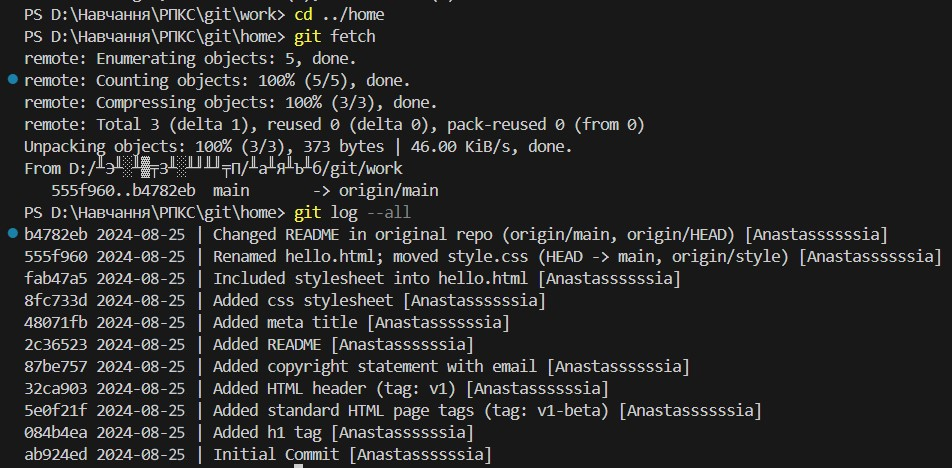 PS D:\Навчання\РПКС\git\work> cd ../home
PS D:\Навчання\РПКС\git\home> git fetch
remote: Enumerating objects: 5, done.
remote: Counting objects: 100% (5/5), done.
remote: Compressing objects: 100% (3/3), done.
remote: Total 3 (delta 1), reused 0 (delta 0), pack-reused 0 (from 0)
Unpacking objects: 100% (3/3), 373 bytes | 46.00 KiB/s, done.
From D:/ /git/work
555f960..b4782eb main -> origin/main
PS D:\Навчання\РПКС\git\home> git log --all
b4782eb 2024-08-25 | Changed README in original repo (origin/main, origin/HEAD) [Anastassssssia]
555f960 2024-08-25 | Renamed hello.html; moved style.css (HEAD -> main, origin/style) [Anastassssssia]
fab47a5 2024-08-25 | Included stylesheet into hello.html [Anastassssssia]
8fc733d 2024-08-25 | Added css stylesheet [Anastassssssia]
48071fb 2024-08-25 | Added meta title [Anastassssssia]
2c36523 2024-08-25 | Added README [Anastassssssia]
87be757 2024-08-25 | Added copyright statement with email [Anastassssssia]
32ca903 2024-08-25 | Added HTML header (tag: v1) [Anastassssssia]
5e0f21f 2024-08-25 | Added standard HTML page tags (tag: v1-beta) [Anastassssssia]
084b4ea 2024-08-25 | Added h1 tag [Anastassssssia]
ab924ed 2024-08-25 | Initial Commit [Anastassssssia]